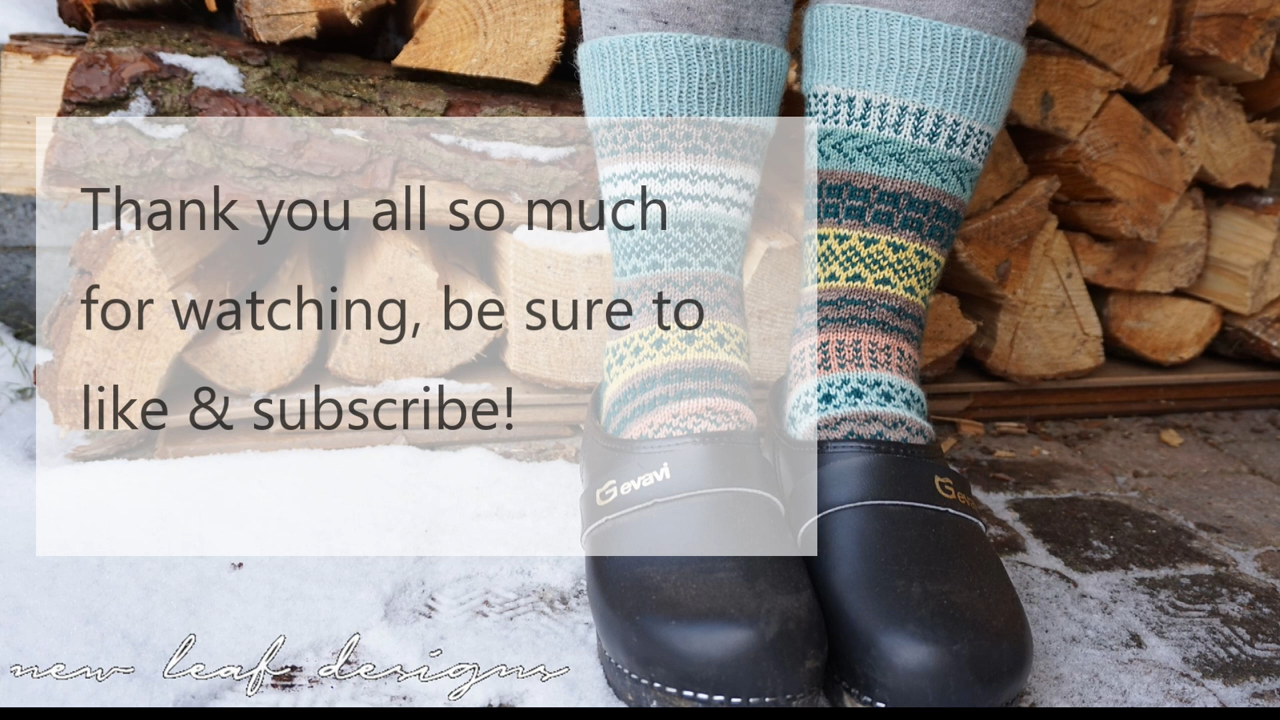 Thank you all so much
for watching, be sure to
like & subscribe!
Gevavi
new leaf designs